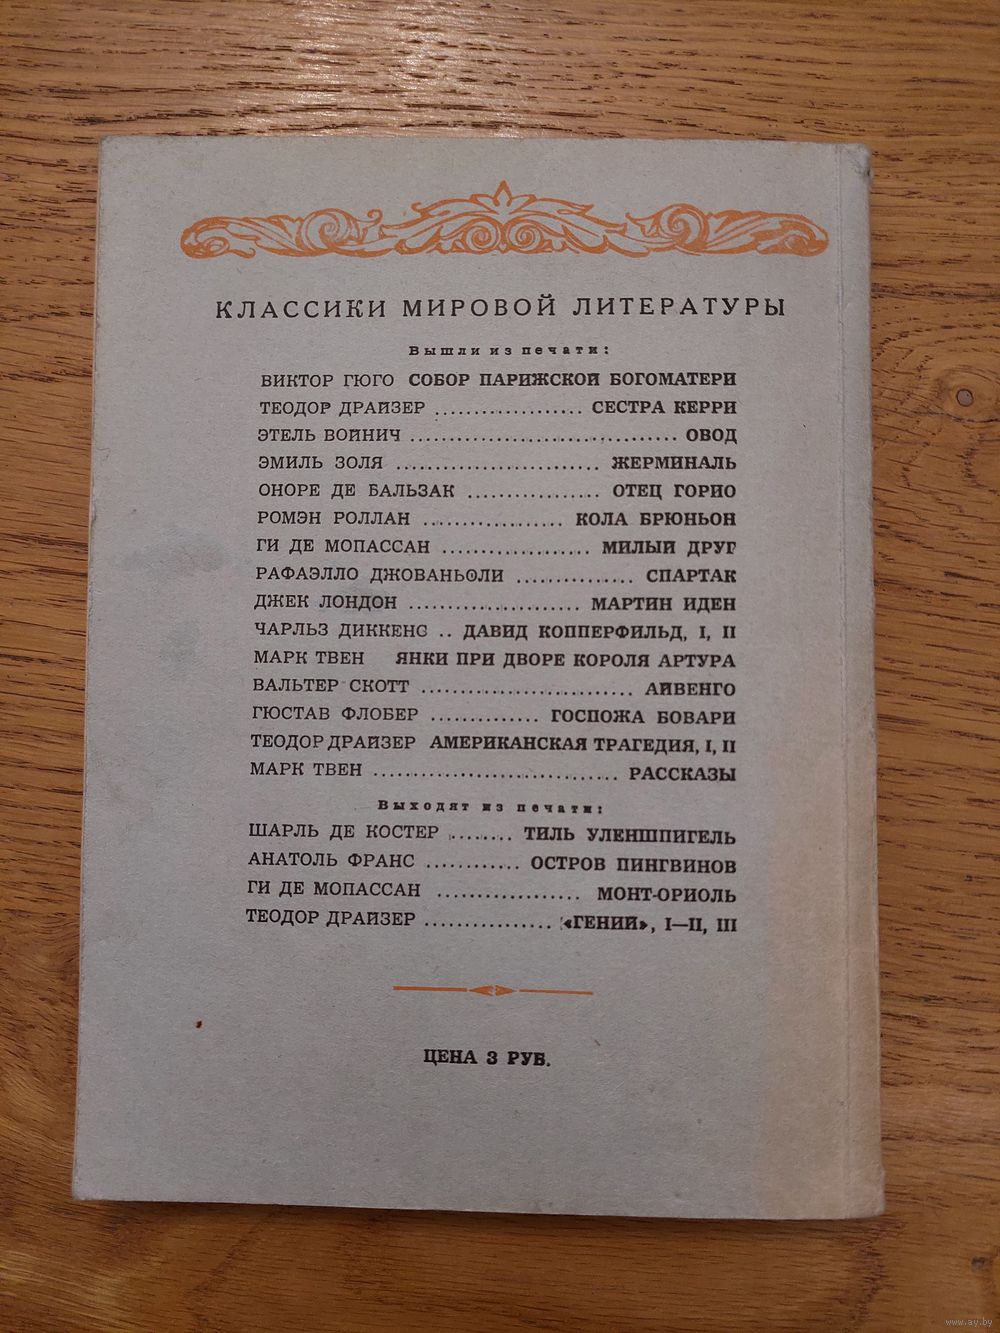 КЛАССИКИ МИРОВОЙ ЛИТЕРАТУРЫ
Вышли из печати:
ВИКТОР ГЮГО СОБОР ПАРИЖСКОЙ БОГОМАТЕРИ
ТЕОДОР ДРАЙЗЕР ................... СЕСТРА КЕРРИ
ЭТЕЛЬ ВОЙНИЧ .................................. ОВОД
ЭМИЛЬ ЗОЛЯ .......................... ЖЕРМИНАЛЬ
ОНОРЕ ДЕ БАЛЬЗАК ................. ОТЕЦ ГОРИО
РОМЭН РОЛЛАН .................. КОЛА БРЮНЬОН
ГИ ДЕ МОПАССАН ................... МИЛЫЙ ДРУГ
РАФАЭЛЛО ДЖОВАНЬОЛИ ............... СПАРТАК
ДЖЕК ЛОНДОН ...................... МАРТИН ИДЕН
ЧАРЛЬЗ ДИККЕНС .. ДАВИД КОППЕРФИЛЬД, I, II
МАРК ТВЕН ЯНКИ ПРИ ДВОРЕ КОРОЛЯ АРТУРА
ВАЛЬТЕР СКОТТ ........................... АЙВЕНГО
ГЮСТАВ ФЛОБЕР .............. ГОСПОЖА БОВАРИ
ТЕОДОР ДРАЙЗЕР АМЕРИКАНСКАЯ ТРАГЕДИЯ, I, II
МАРК ТВЕН ............................... РАССКАЗЫ
Выходят из печати:
ШАРЛЬ ДЕ КОСТЕР ........ ТИЛЬ УЛЕНШПИГЕЛЬ
АНАТОЛЬ ФРАНС ............ ОСТРОВ ПИНГВИНОВ
ГИ ДЕ МОПАССАН .................. МОНТ-ОРИОЛЬ
ТЕОДОР ДРАЙЗЕР ................ «ГЕНИЙ», I—II, III
ЦЕНА 3 РУБ.
www.ay.by